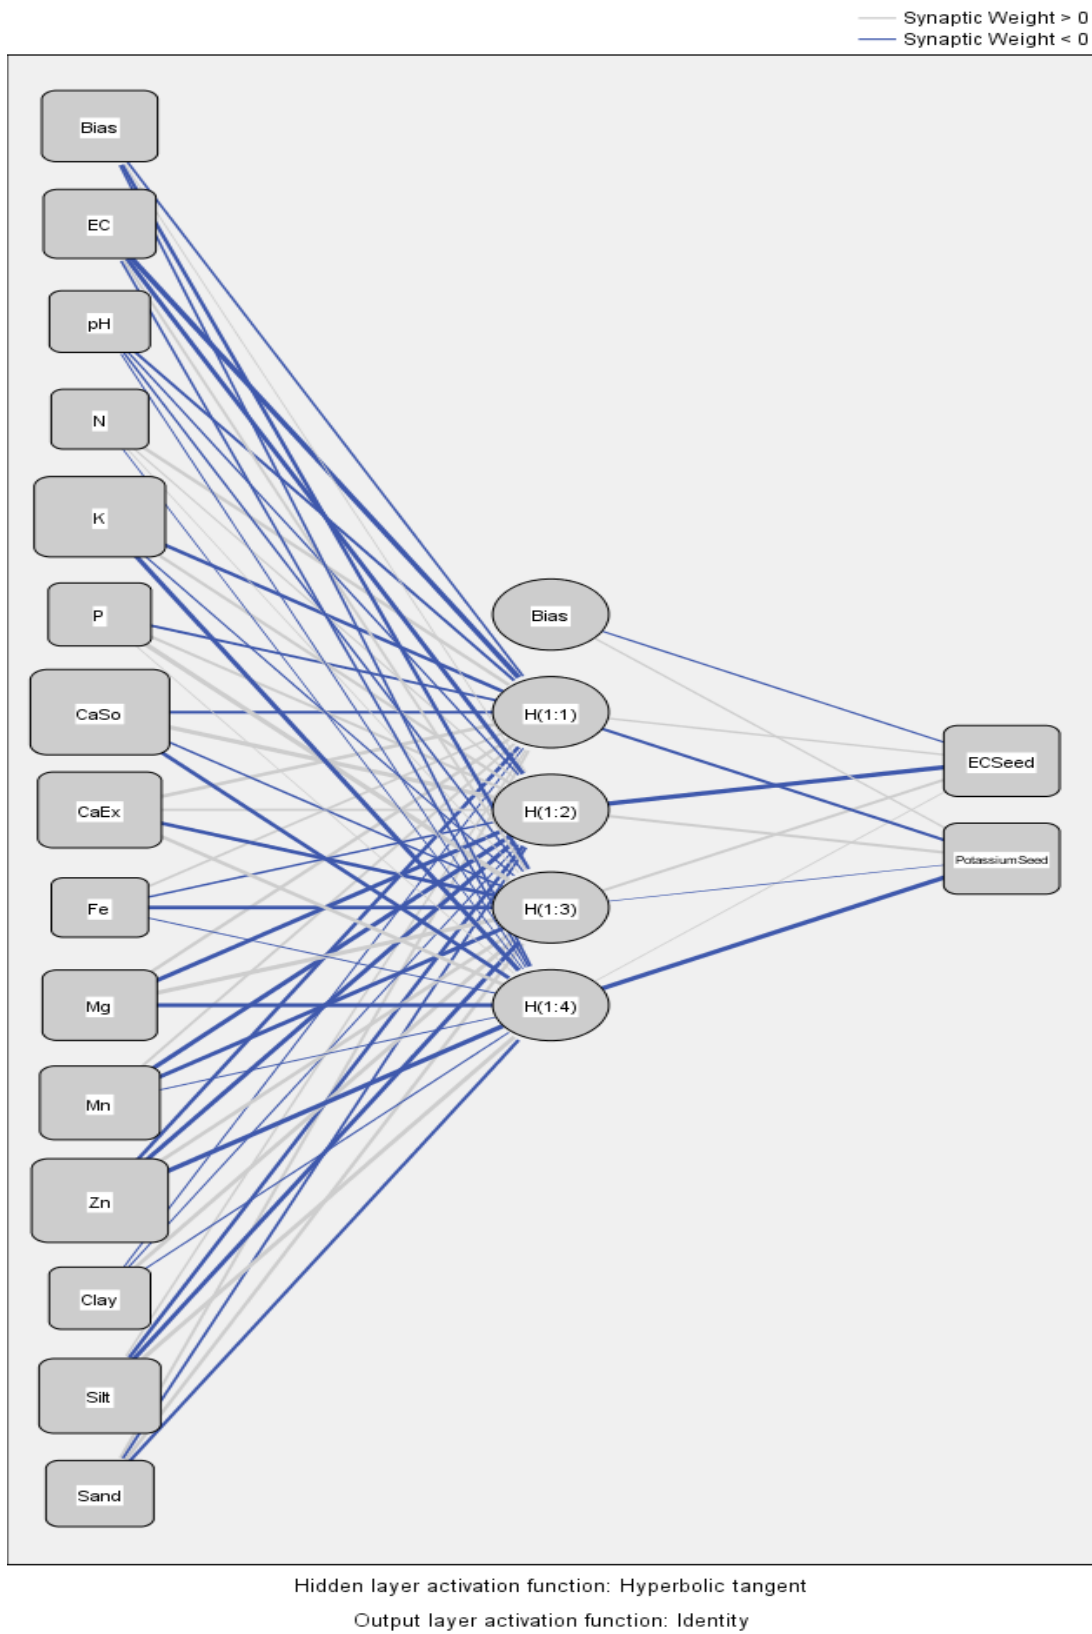 Synaptic Weight > 0
Synaptic Weight < 0
Bias
EC
pH
N
K
P
CaSo
CaEx
Fe
Mg
Mn
Zn
Clay
Silt
Sand
Bias
H(1:1)
H(1:2)
H(1:3)
H(1:4)
ECSeed
PotassiumSeed
Hidden layer activation function: Hyperbolic tangent
Output layer activation function: Identity